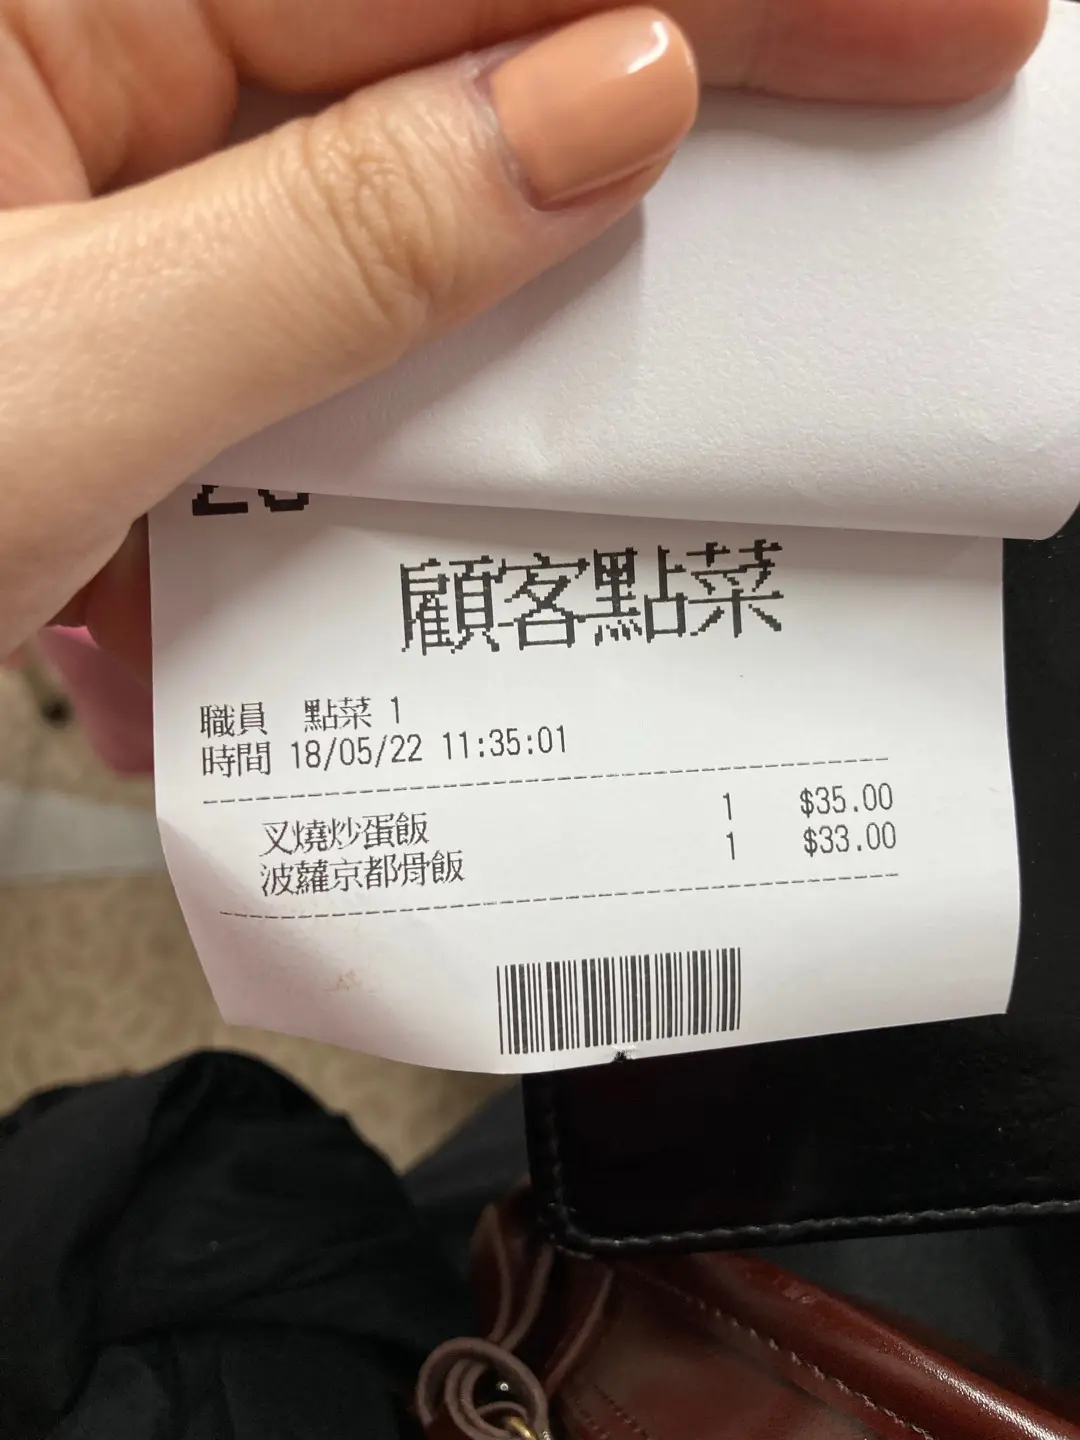 顧客點菜
職員 點菜 1
時間 18/05/22 11:35:01
叉燒炒蛋飯 1 $35.00
波蘿京都骨飯 1 $33.00